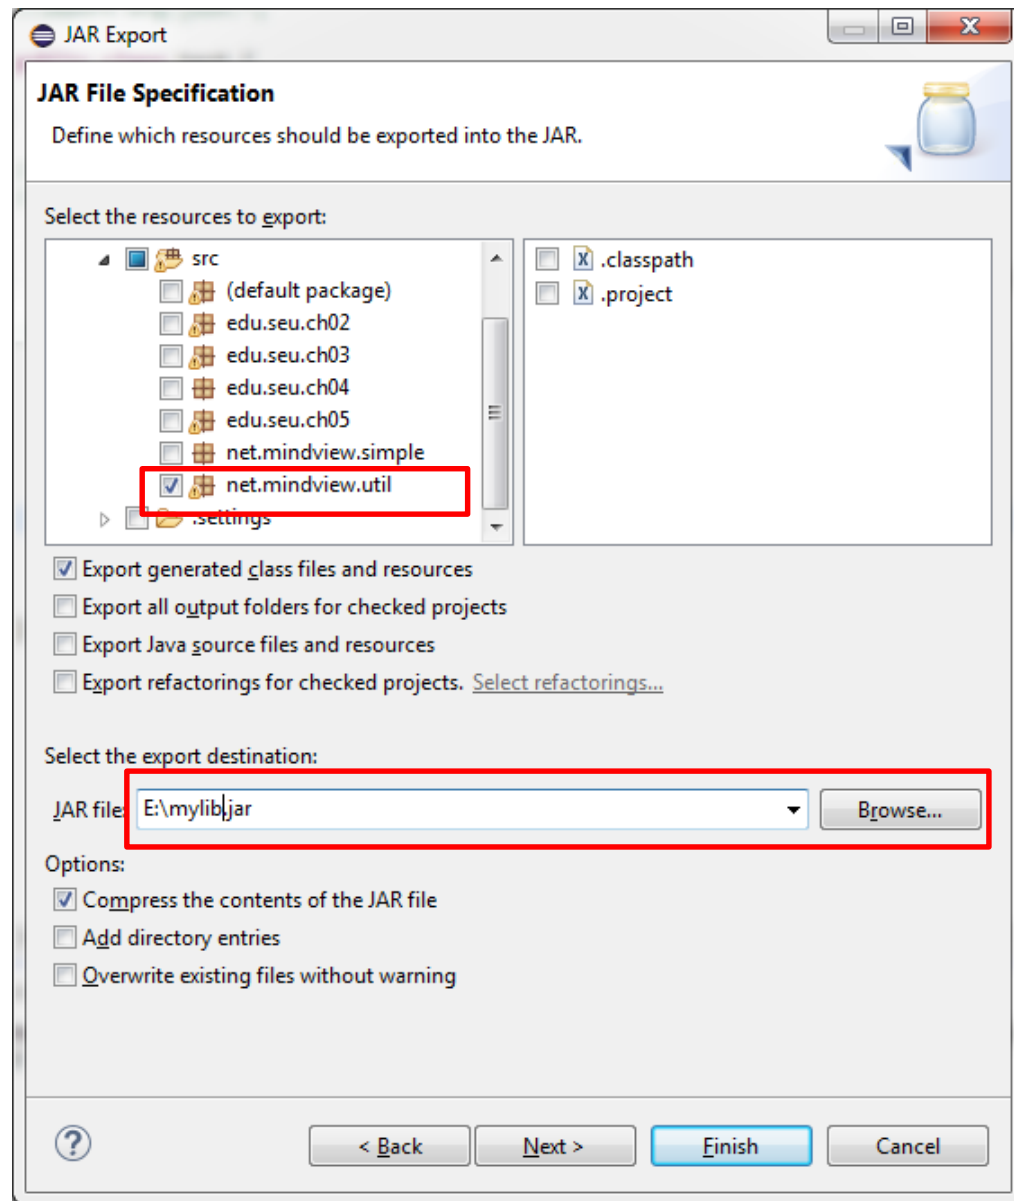 JAR Export
JAR File Specification
Define which resources should be exported into the JAR.
Select the resources to export:
src
(default package)
edu.seu.ch02
edu.seu.ch03
edu.seu.ch04
edu.seu.ch05
net.mindview.simple
net.mindview.util
.settings
.classpath
.project
Export generated class files and resources
Export all output folders for checked projects
Export Java source files and resources
Export refactorings for checked projects. Select refactorings...
Select the export destination:
JAR file: E:\mylib.jar Browse...
Options:
Compress the contents of the JAR file
Add directory entries
Overwrite existing files without warning
< Back Next > Finish Cancel